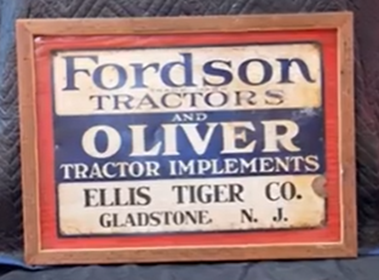 Fordson
TRACTORS
AND
OLIVER
TRACTOR IMPLEMENTS
ELLIS TIGER CO.
GLADSTONE N. J.